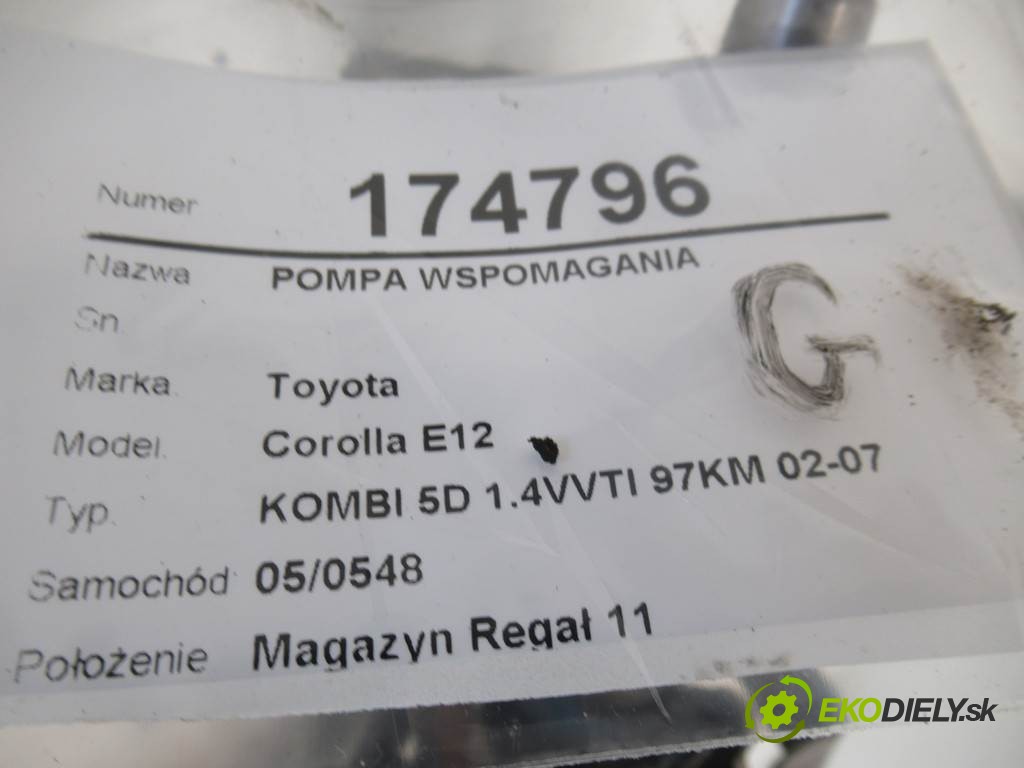 Numer 174796
Nazwa POMPA WSPOMAGANIA
Sn.
Marka. Toyota
Model. Corolla E12
Typ. KOMBI 5D 1.4VVTI 97KM 02-07
Samochód 05/0548
Położenie Magazyn Regał 11
G
EKODIELY.sk